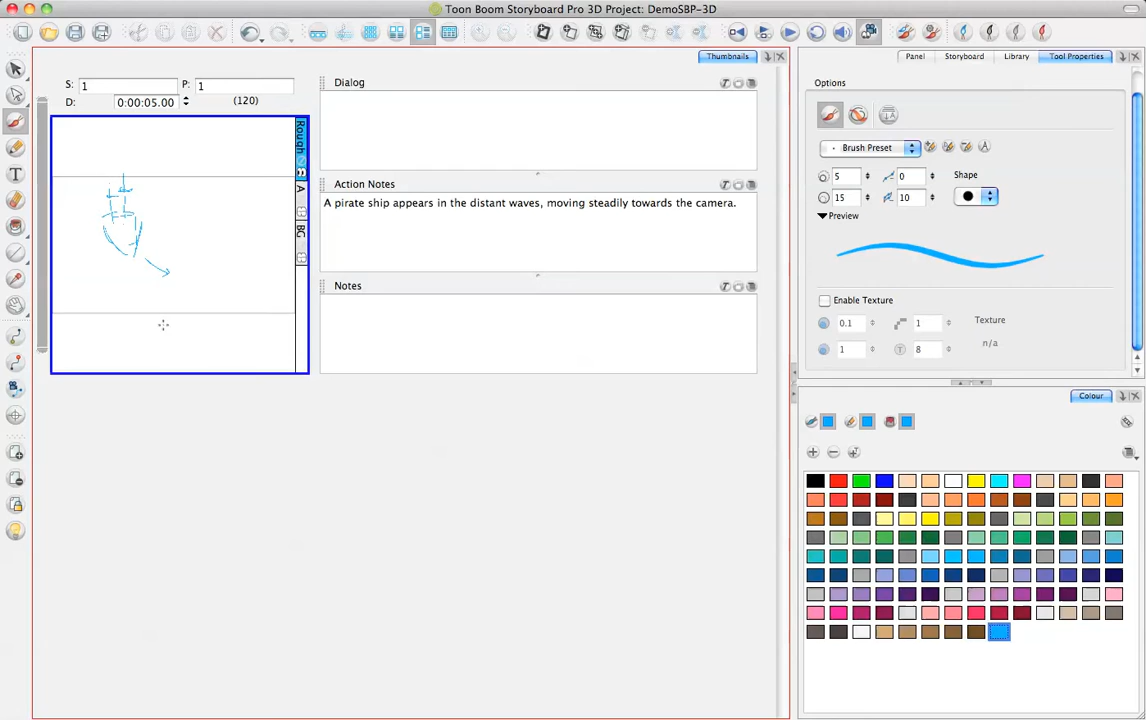 Toon Boom Storyboard Pro 3D Project: DemoSBP-3D
Thumbnails
Panel
Storyboard
Library
Tool Properties
S: 1
P: 1
D: 0:00:05.00
(120)
Rough
A
BG
Dialog
Action Notes
A pirate ship appears in the distant waves, moving steadily towards the camera.
Notes
Options
Brush Preset
5
0
Shape
15
10
Preview
Enable Texture
0.1
1
Texture
1
8
n/a
Colour